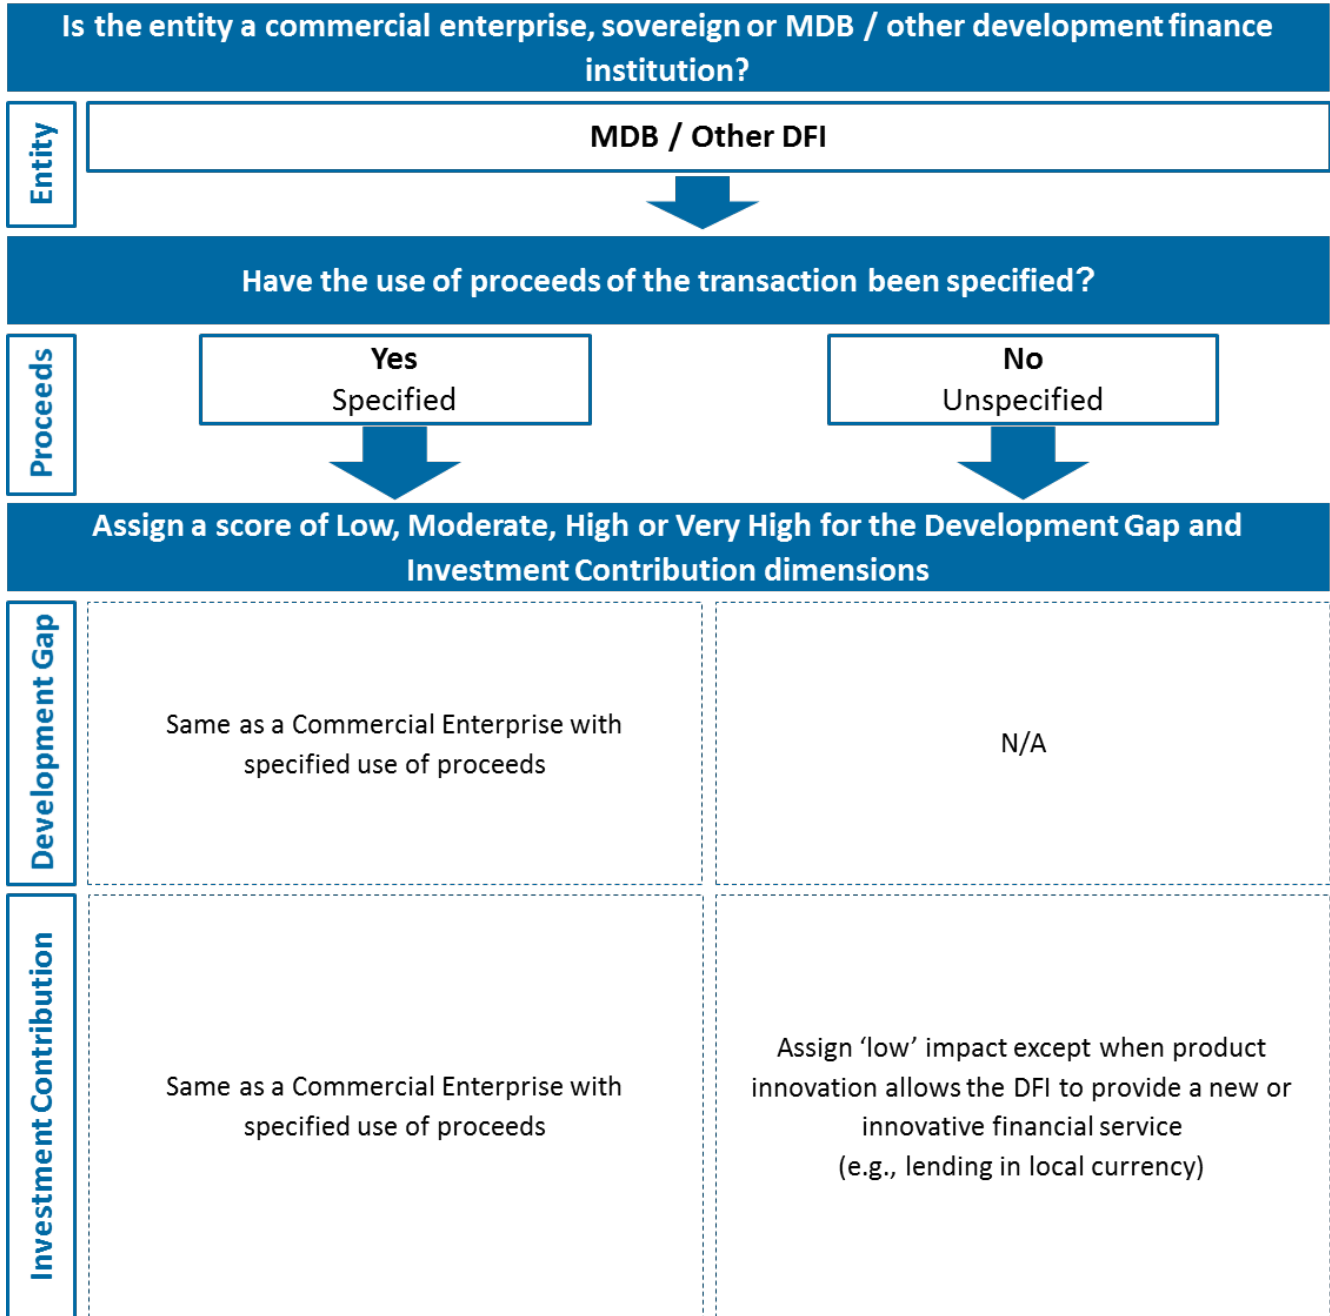 Is the entity a commercial enterprise, sovereign or MDB / other development finance
institution?
Entity
MDB / Other DFI
Have the use of proceeds of the transaction been specified?
Proceeds
Yes
Specified
No
Unspecified
Assign a score of Low, Moderate, High or Very High for the Development Gap and
Investment Contribution dimensions
Development Gap
Same as a Commercial Enterprise with
specified use of proceeds
N/A
Investment Contribution
Same as a Commercial Enterprise with
specified use of proceeds
Assign ‘low’ impact except when product
innovation allows the DFI to provide a new or
innovative financial service
(e.g., lending in local currency)